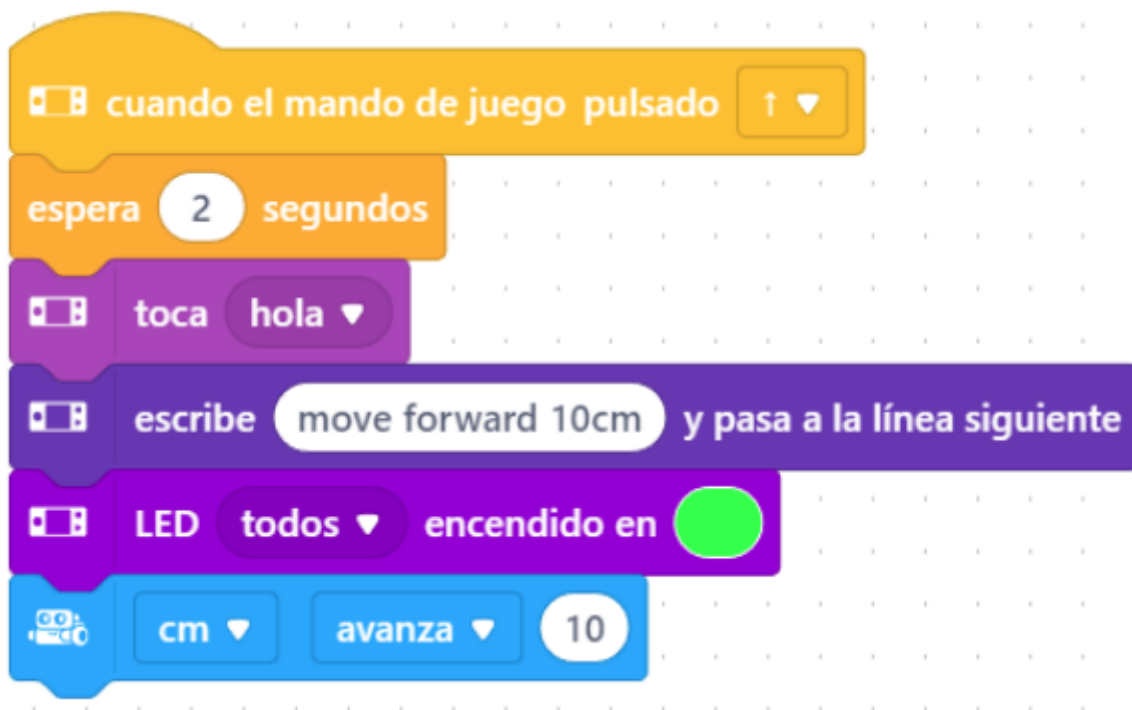 cuando el mando de juego pulsado ↑
espera 2 segundos
toca hola
escribe move forward 10cm y pasa a la línea siguiente
LED todos encendido en
cm avanza 10